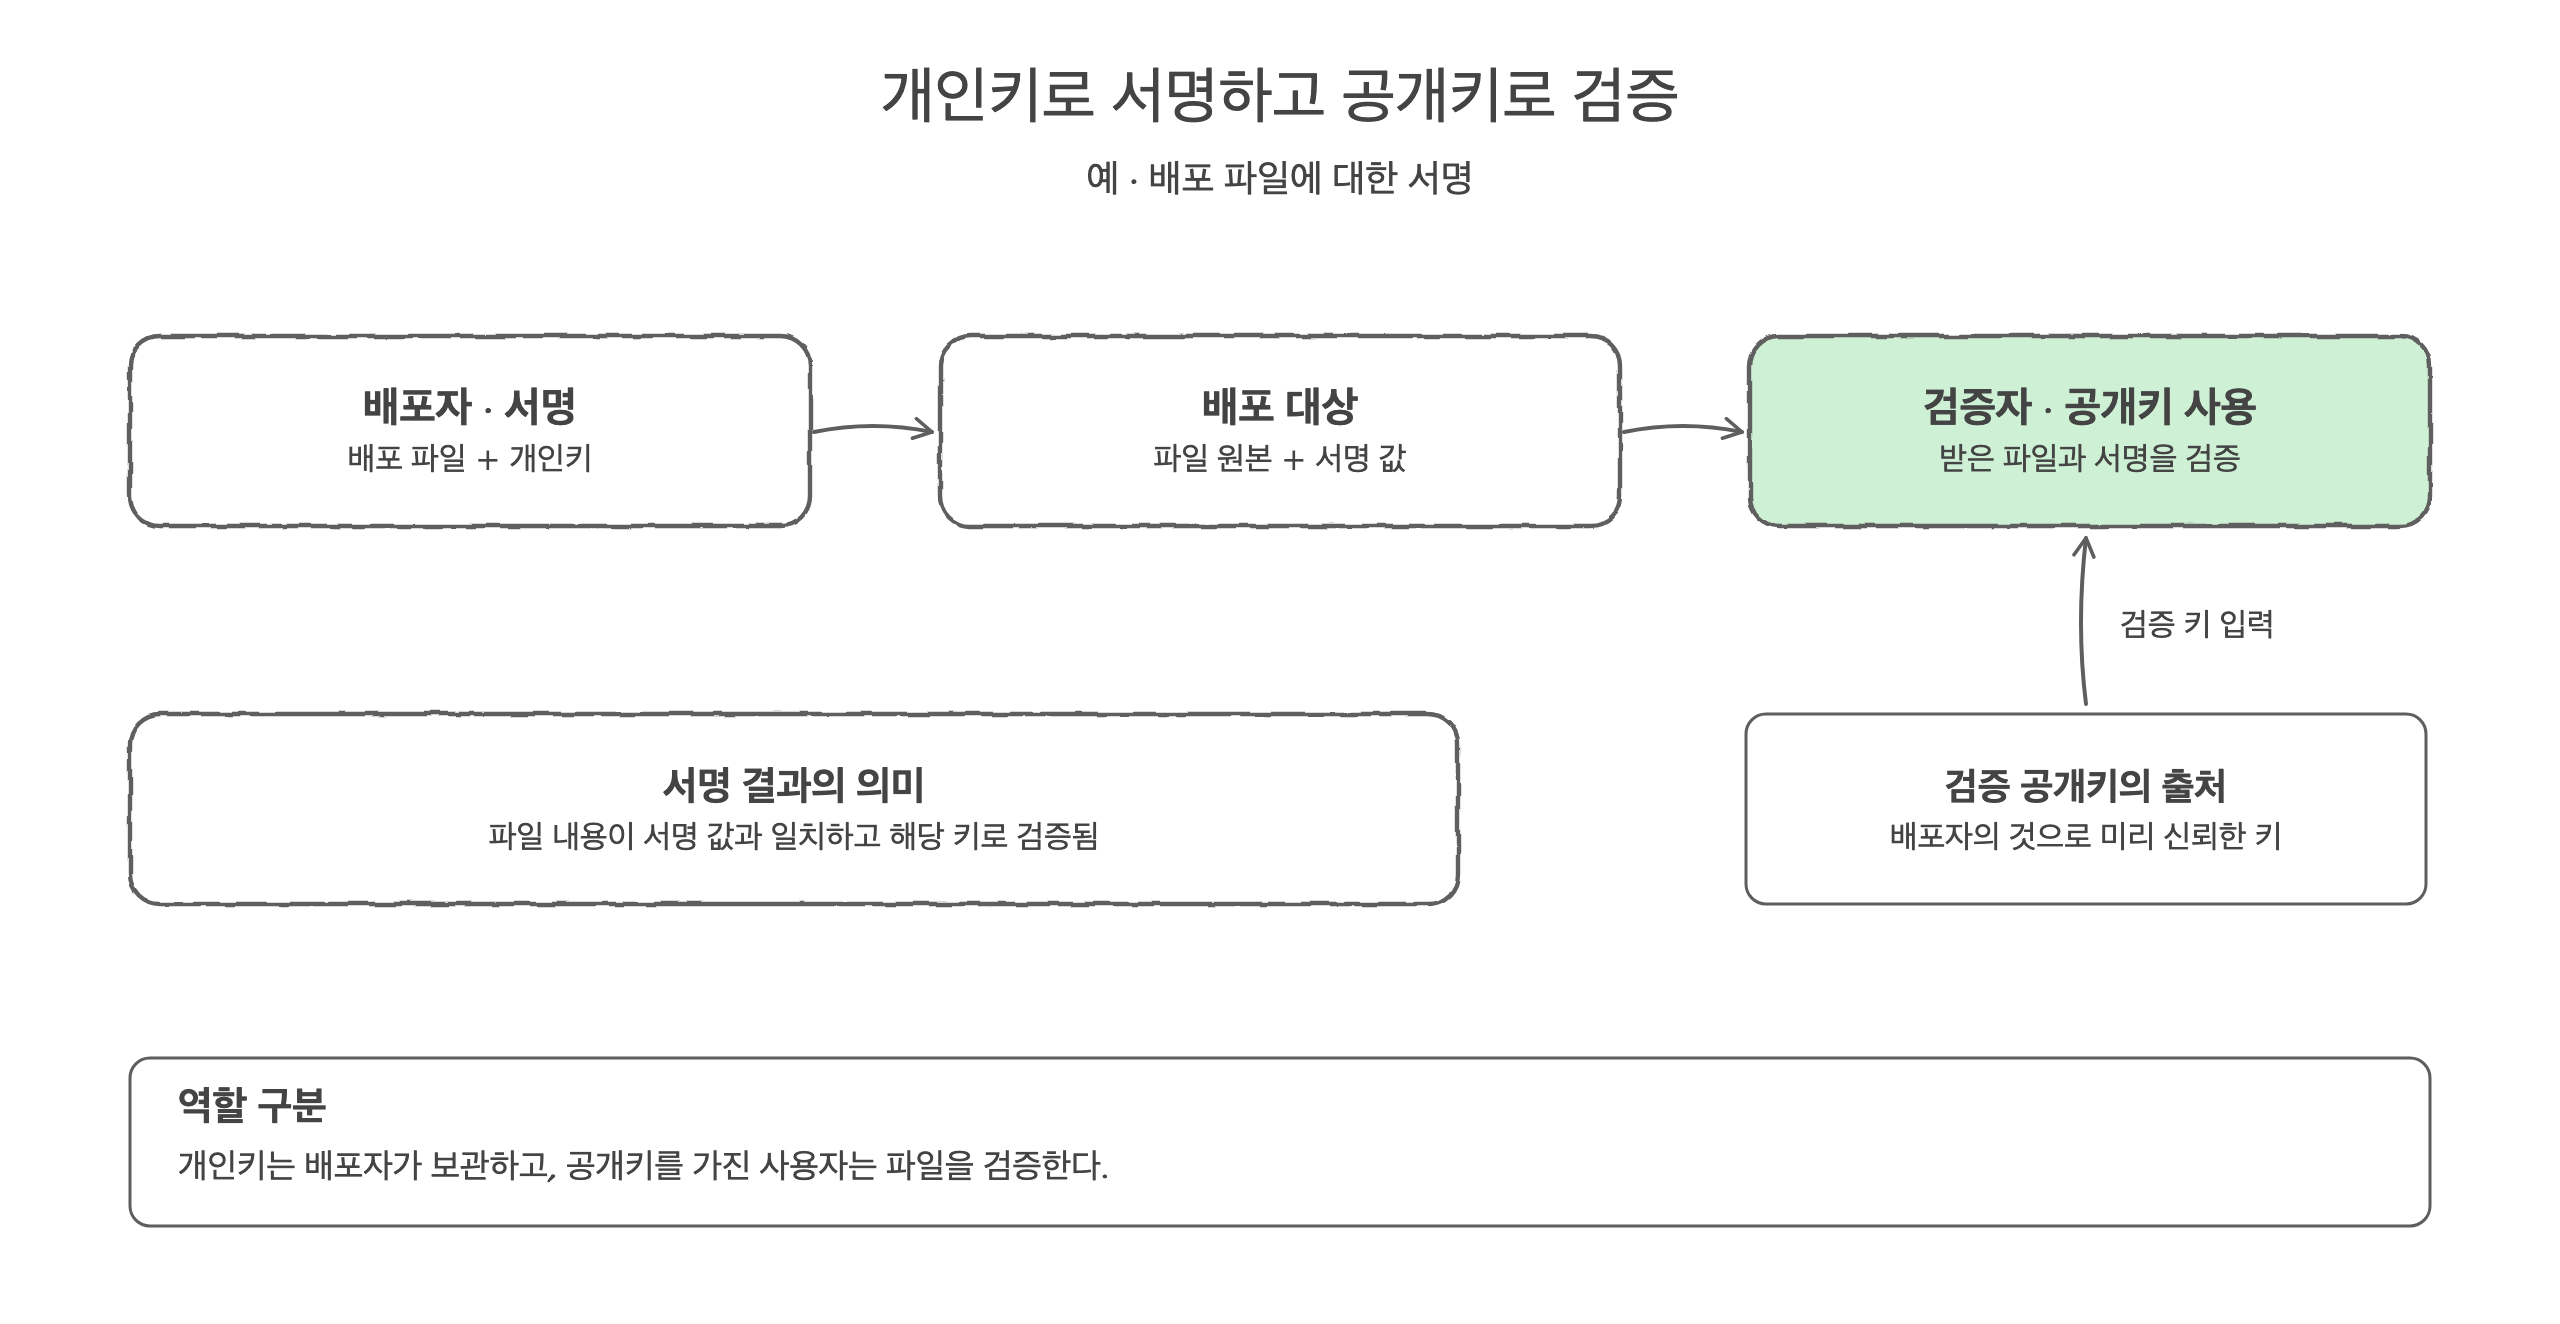 개인키로 서명하고 공개키로 검증
예 · 배포 파일에 대한 서명
배포자 · 서명
배포 파일 + 개인키
배포 대상
파일 원본 + 서명 값
검증자 · 공개키 사용
받은 파일과 서명을 검증
검증 키 입력
서명 결과의 의미
파일 내용이 서명 값과 일치하고 해당 키로 검증됨
검증 공개키의 출처
배포자의 것으로 미리 신뢰한 키
역할 구분
개인키는 배포자가 보관하고, 공개키를 가진 사용자는 파일을 검증한다.